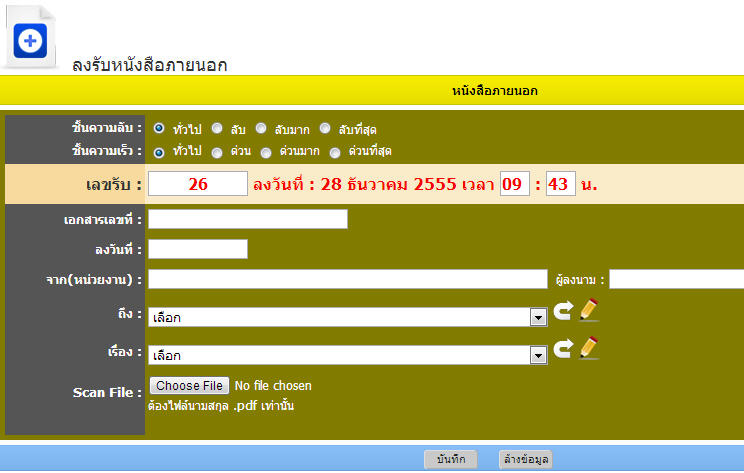 ลงรับหนังสือภายนอก
หนังสือภายนอก
ชั้นความลับ : ทั่วไป ลับ ลับมาก ลับที่สุด
ชั้นความเร็ว : ทั่วไป ด่วน ด่วนมาก ด่วนที่สุด
เลขรับ : 26 ลงวันที่ : 28 ธันวาคม 2555 เวลา 09 : 43 น.
เอกสารเลขที่ :
ลงวันที่ :
จาก(หน่วยงาน) : ผู้ลงนาม :
ถึง : เลือก
เรื่อง : เลือก
Scan File : Choose File No file chosen
ต้องไฟล์นามสกุล .pdf เท่านั้น
บันทึก ล้างข้อมูล